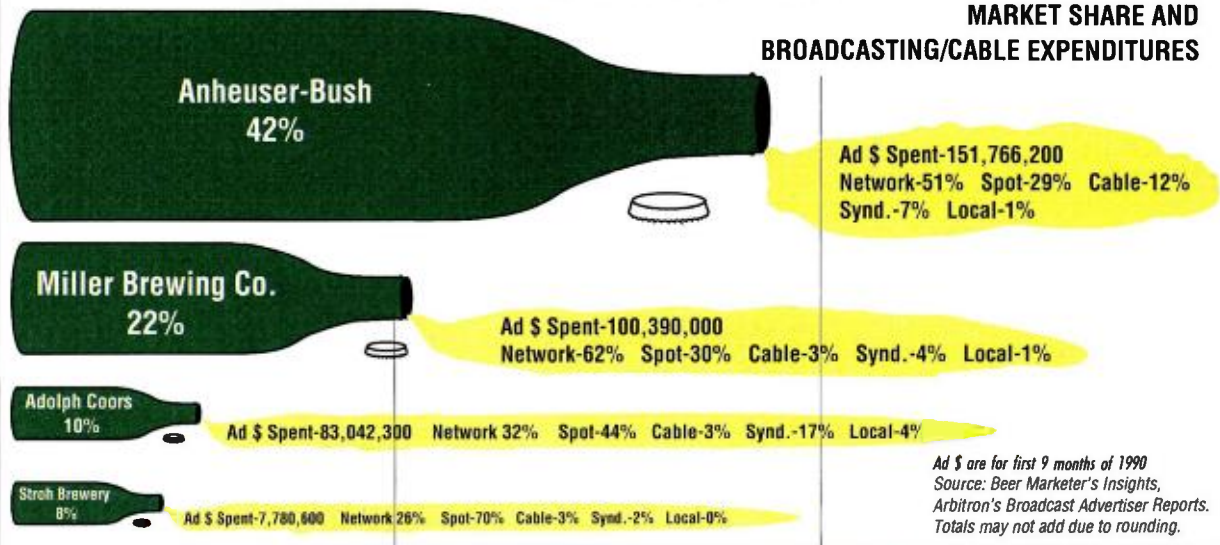 MARKET SHARE AND
BROADCASTING/CABLE EXPENDITURES
Anheuser-Bush
42%
Ad $ Spent-151,766,200
Network-51% Spot-29% Cable-12%
Synd.-7% Local-1%
Miller Brewing Co.
22%
Ad $ Spent-100,390,000
Network-62% Spot-30% Cable-3% Synd.-4% Local-1%
Adolph Coors
10%
Ad $ Spent-83,042,300 Network 32% Spot-44% Cable-3% Synd.-17% Local-4%
Stroh Brewery
8%
Ad $ Spent-7,780,600 Network 26% Spot-70% Cable-3% Synd.-2% Local-0%
Ad $ are for first 9 months of 1990
Source: Beer Marketer's Insights,
Arbitron's Broadcast Advertiser Reports.
Totals may not add due to rounding.